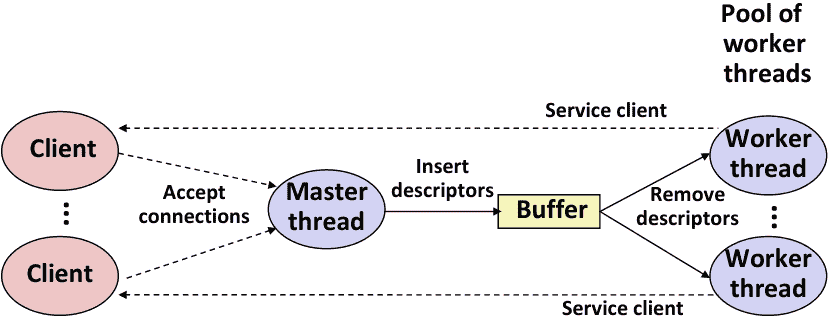 Pool of
worker
threads
Service client
Client
Worker
thread
Accept
connections
Master
thread
Insert
descriptors
Buffer
Remove
descriptors
Client
Worker
thread
Service client